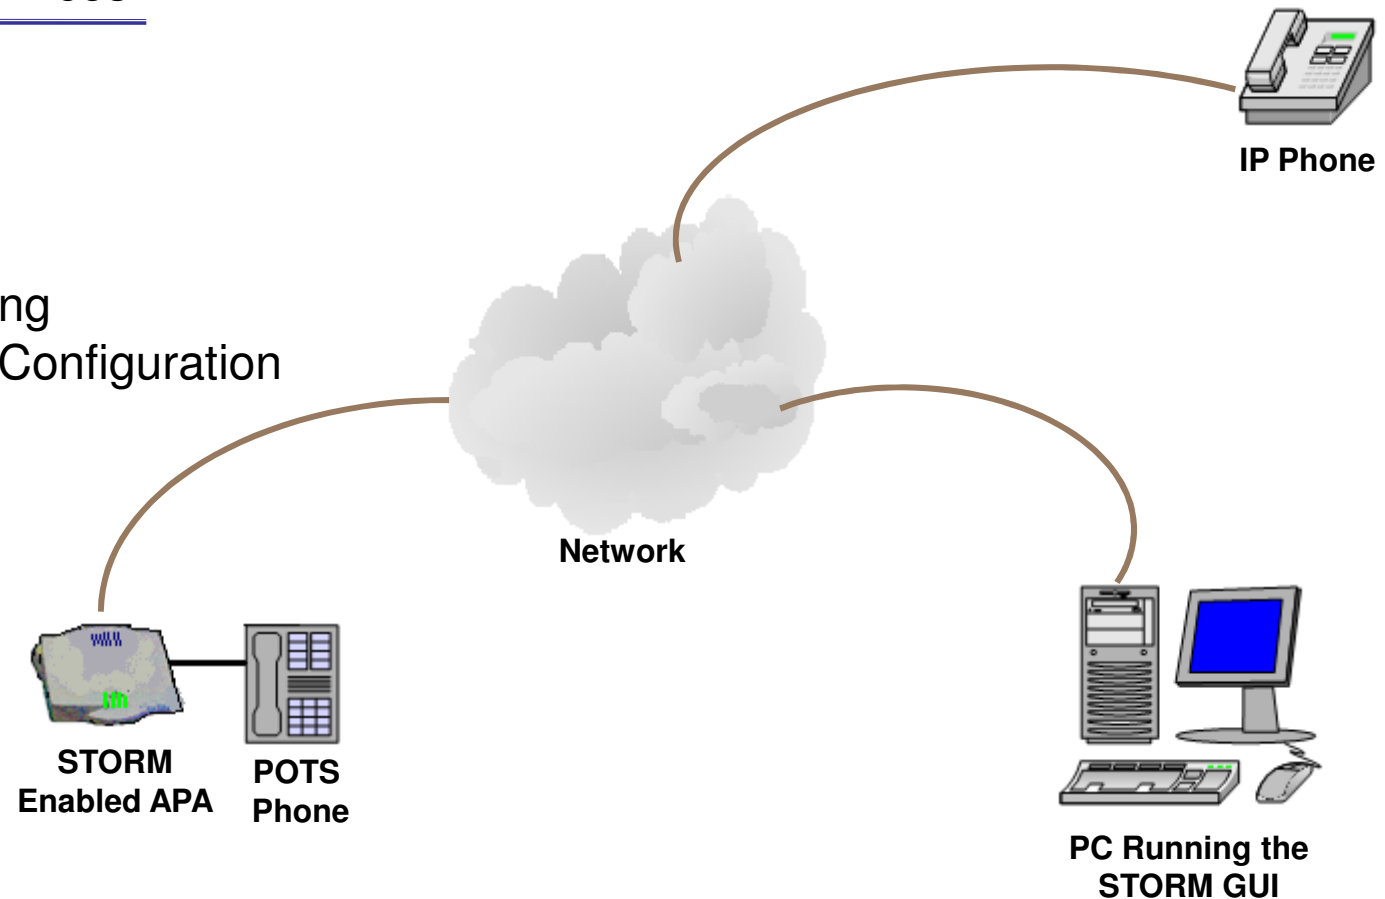 IP Phone
ng
Configuration
Network
STORM
Enabled APA
POTS
Phone
PC Running the
STORM GUI